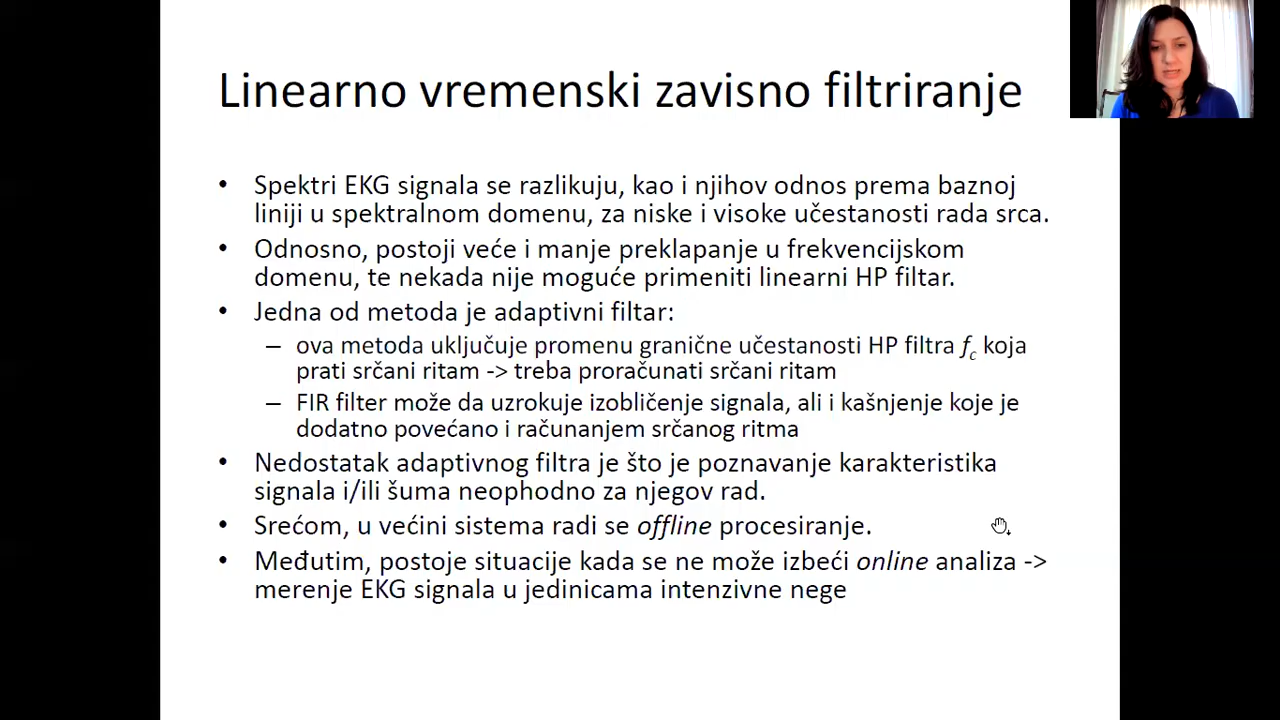 Linearno vremenski zavisno filtriranje
• Spektri EKG signala se razlikuju, kao i njihov odnos prema baznoj
liniji u spektralnom domenu, za niske i visoke učestanosti rada srca.
• Odnosno, postoji veće i manje preklapanje u frekvencijskom
domenu, te nekada nije moguće primeniti linearni HP filtar.
• Jedna od metoda je adaptivni filtar:
– ova metoda uključuje promenu granične učestanosti HP filtra fc koja
prati srčani ritam -> treba proračunati srčani ritam
– FIR filter može da uzrokuje izobličenje signala, ali i kašnjenje koje je
dodatno povećano i računanjem srčanog ritma
• Nedostatak adaptivnog filtra je što je poznavanje karakteristika
signala i/ili šuma neophodno za njegov rad.
• Srećom, u većini sistema radi se offline procesiranje.
• Međutim, postoje situacije kada se ne može izbeći online analiza ->
merenje EKG signala u jedinicama intenzivne nege